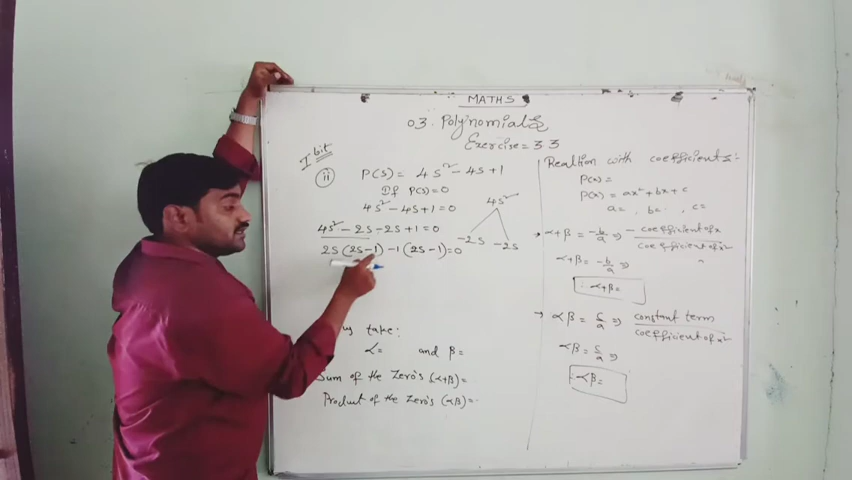 MATHS
03. Polynomials
Exercise = 3.3
I bit
ii
P(S) = 4S² - 4S + 1
If P(S) = 0
4S² - 4S + 1 = 0
4S² - 2S - 2S + 1 = 0
2S (2S - 1) - 1 (2S - 1) = 0
4S²
-2S -2S
take:
α = and β =
Sum of the Zero's (α+β) =
Product of the Zero's (αβ) =
Realtion with coefficients:-
P(x) =
P(x) = ax² + bx + c
a= , b= , c=
→ α+β = -b/a ⇒ - coefficient of x / coefficient of x²
α+β = -b/a ⇒
∴ α+β =
→ αβ = c/a ⇒ constant term / coefficient of x²
αβ = c/a ⇒
∴ αβ =